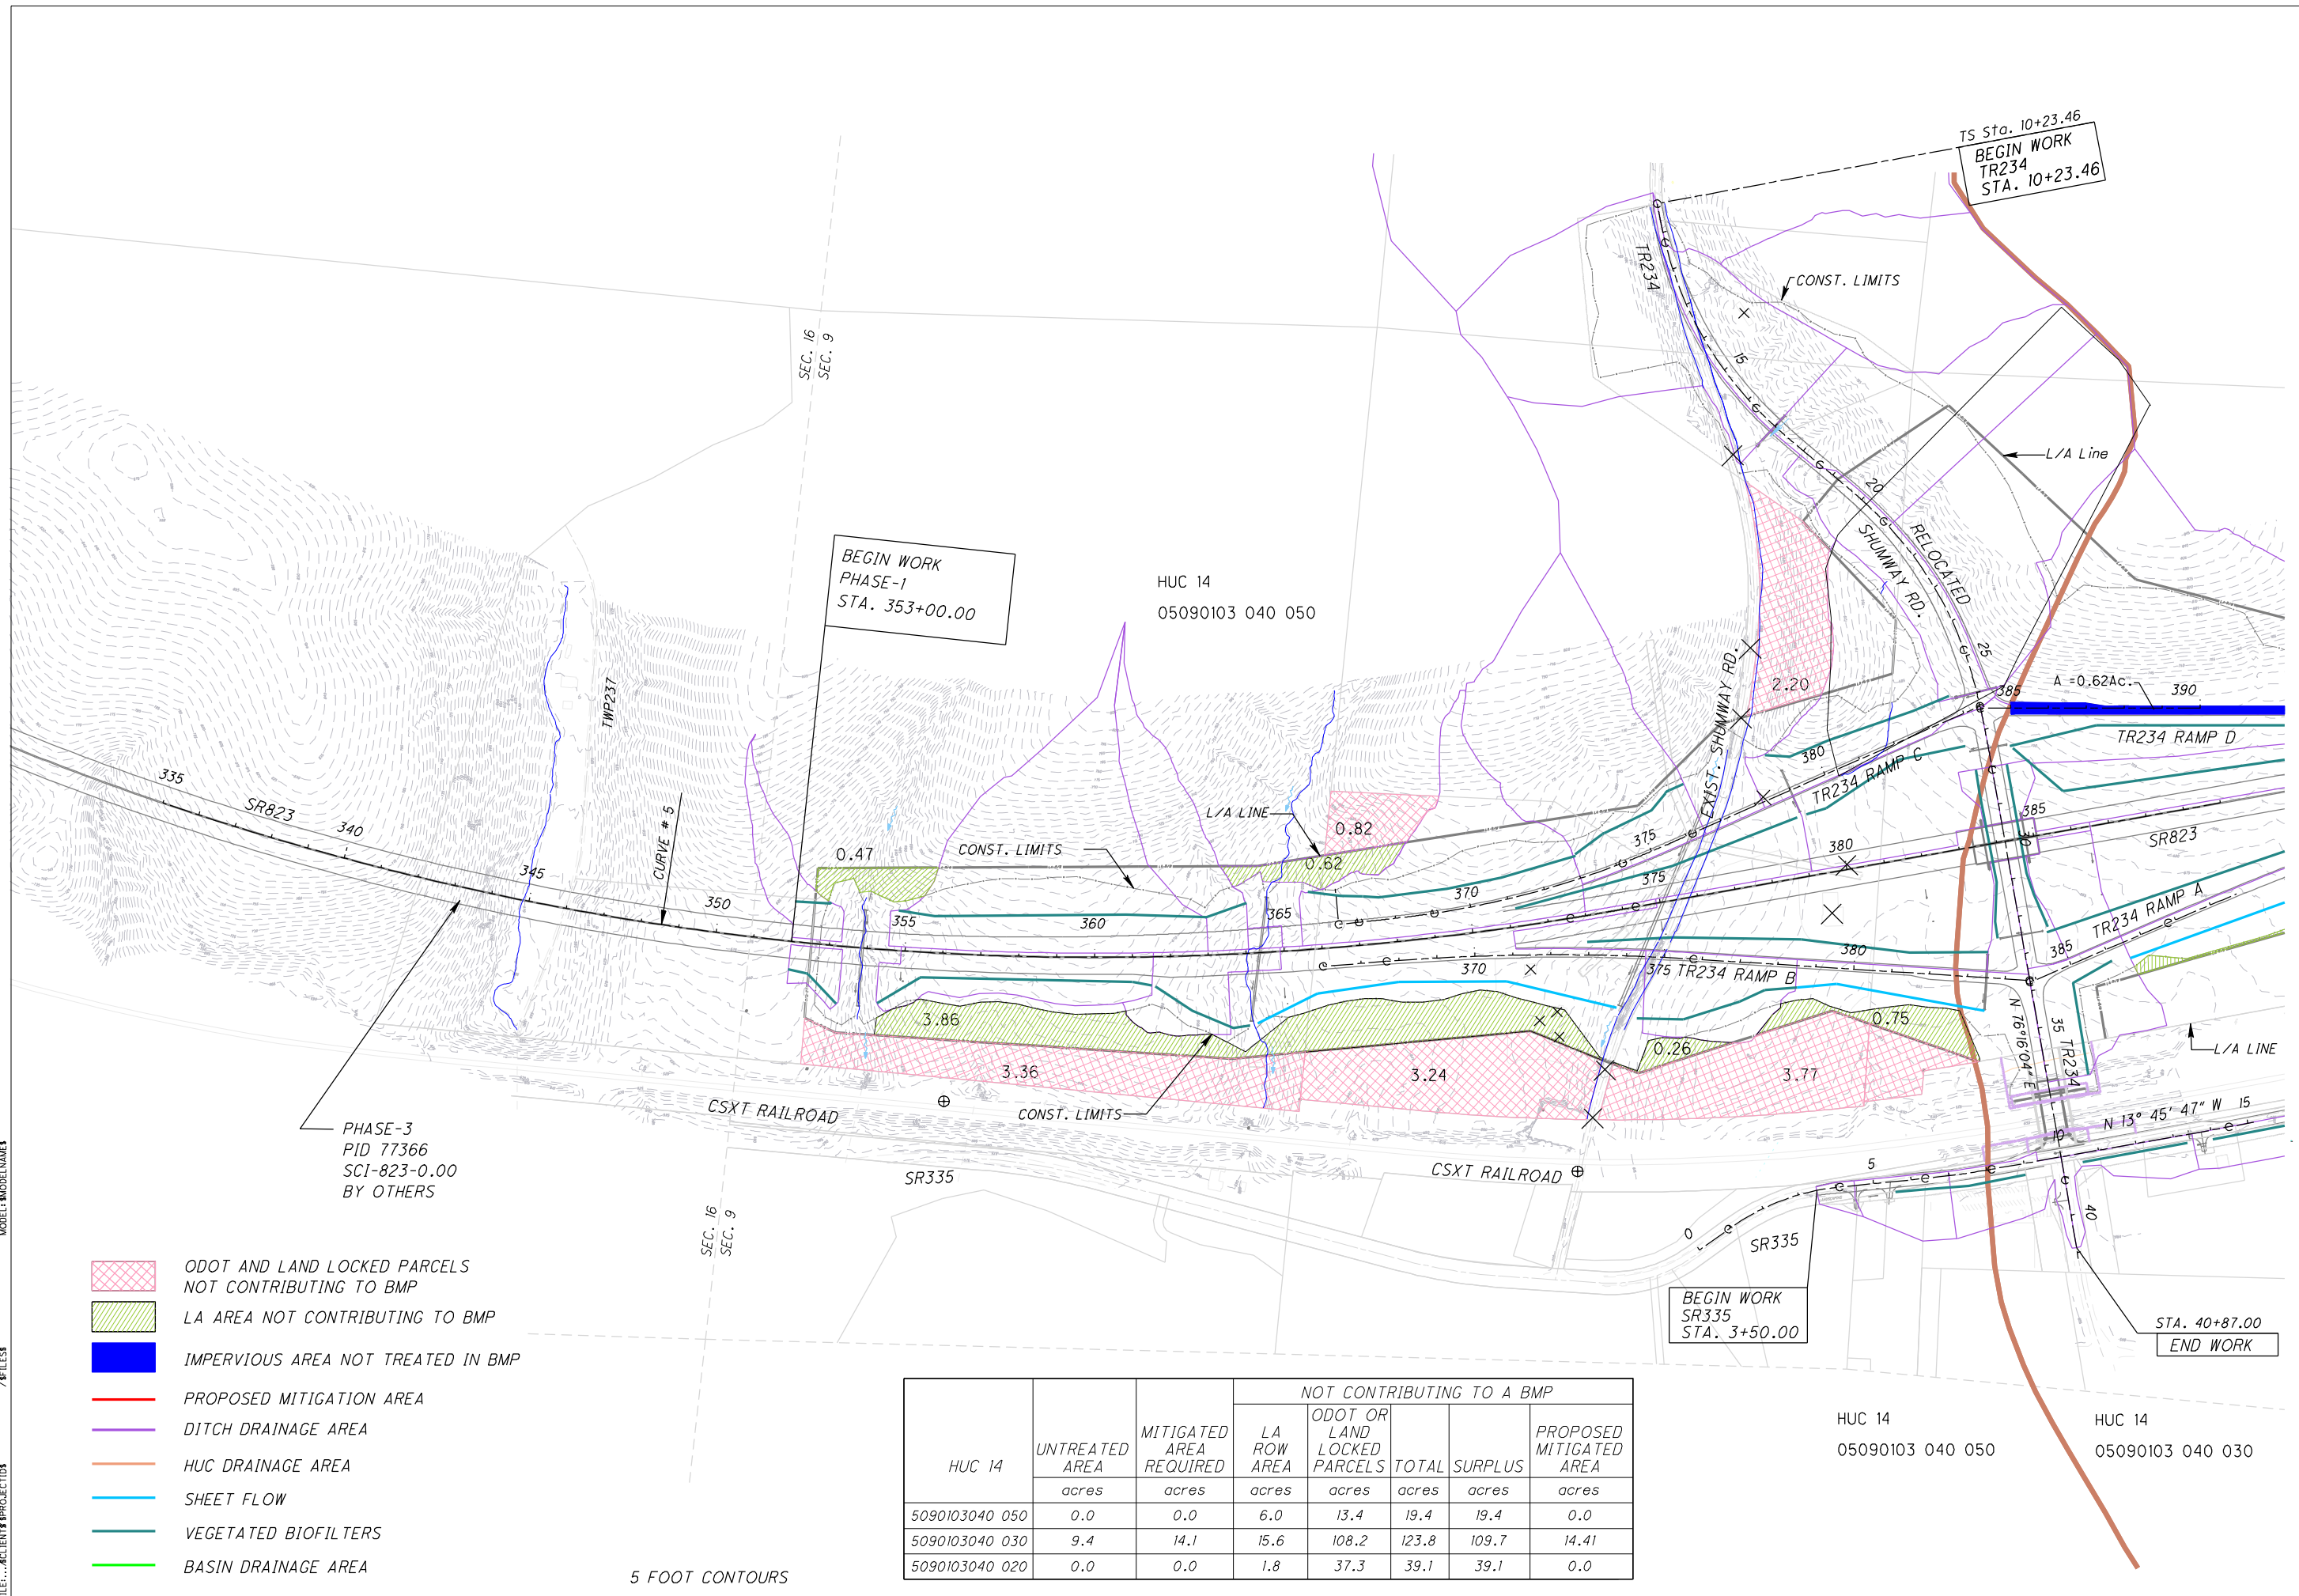 TS Sta. 10+23.46
BEGIN WORK
TR234
STA. 10+23.46
TR234
CONST. LIMITS
15
SEC. 16
SEC. 9
L/A Line
20
RELOCATED
SHUMWAY RD.
25
BEGIN WORK
PHASE-1
STA. 353+00.00
HUC 14
05090103 040 050
TWP237
EXIST. SHUMWAY RD.
2.20
385
A =0.62Ac.
390
TR234 RAMP D
335
SR823
340
345
CURVE # 5
350
L/A LINE
0.82
0.47
CONST. LIMITS
0.62
380
TR234 RAMP C
375
385
30
SR823
380
375
370
365
360
355
TR234 RAMP A
385
380
375 TR234 RAMP B
370
3.86
0.75
0.26
N 76°16'04" E
35 TR234
L/A LINE
3.36
3.24
3.77
CSXT RAILROAD
CONST. LIMITS
N 13° 45' 47" W 15
10
PHASE-3
PID 77366
SCI-823-0.00
BY OTHERS
SR335
CSXT RAILROAD
5
40
0
SR335
SEC. 16
SEC. 9
BEGIN WORK
SR335
STA. 3+50.00
STA. 40+87.00
END WORK
ODOT AND LAND LOCKED PARCELS
NOT CONTRIBUTING TO BMP
LA AREA NOT CONTRIBUTING TO BMP
IMPERVIOUS AREA NOT TREATED IN BMP
PROPOSED MITIGATION AREA
DITCH DRAINAGE AREA
HUC DRAINAGE AREA
SHEET FLOW
VEGETATED BIOFILTERS
BASIN DRAINAGE AREA
5 FOOT CONTOURS
NOT CONTRIBUTING TO A BMP
HUC 14 UNTREATED AREA MITIGATED AREA REQUIRED LA ROW AREA ODOT OR LAND LOCKED PARCELS TOTAL SURPLUS PROPOSED MITIGATED AREA
acres acres acres acres acres acres acres
5090103040 050 0.0 0.0 6.0 13.4 19.4 19.4 0.0
5090103040 030 9.4 14.1 15.6 108.2 123.8 109.7 14.41
5090103040 020 0.0 0.0 1.8 37.3 39.1 39.1 0.0
HUC 14
05090103 040 050
HUC 14
05090103 040 030